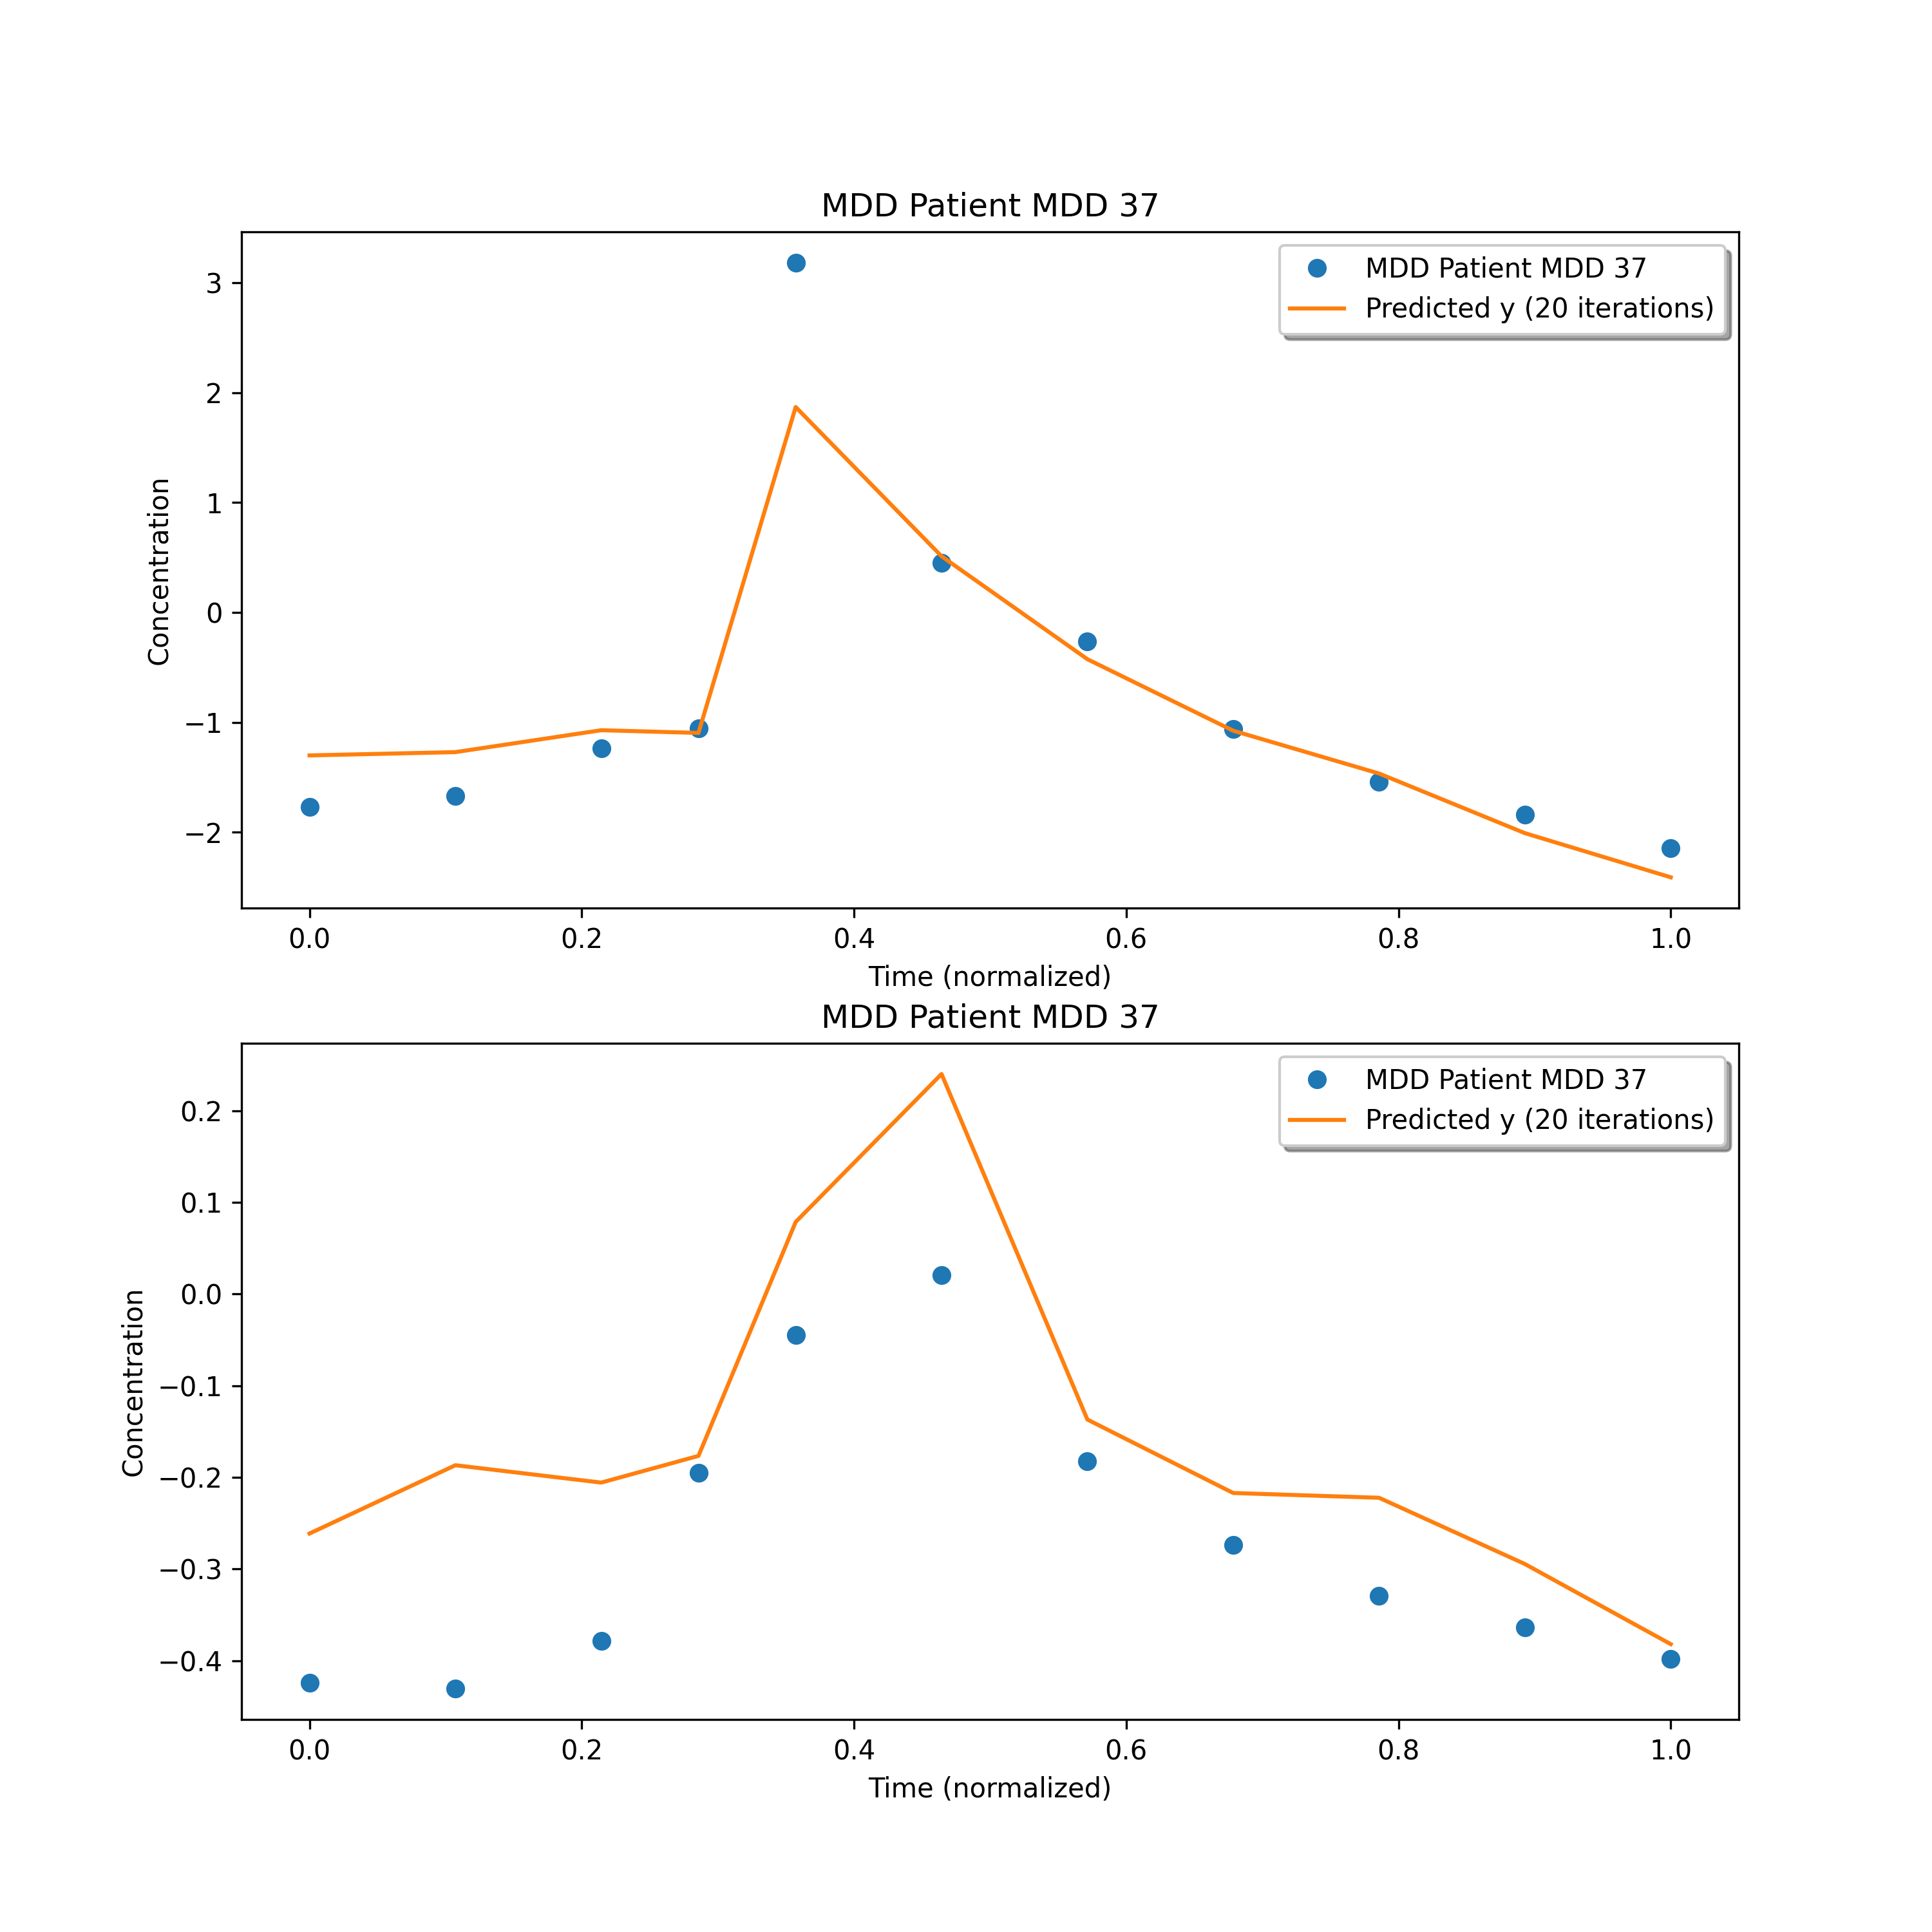 MDD Patient MDD 37
MDD Patient MDD 37
Predicted y (20 iterations)
Concentration
3
2
1
0
−1
−2
0.0 0.2 0.4 0.6 0.8 1.0
Time (normalized)
MDD Patient MDD 37
MDD Patient MDD 37
Predicted y (20 iterations)
Concentration
0.2
0.1
0.0
−0.1
−0.2
−0.3
−0.4
0.0 0.2 0.4 0.6 0.8 1.0
Time (normalized)